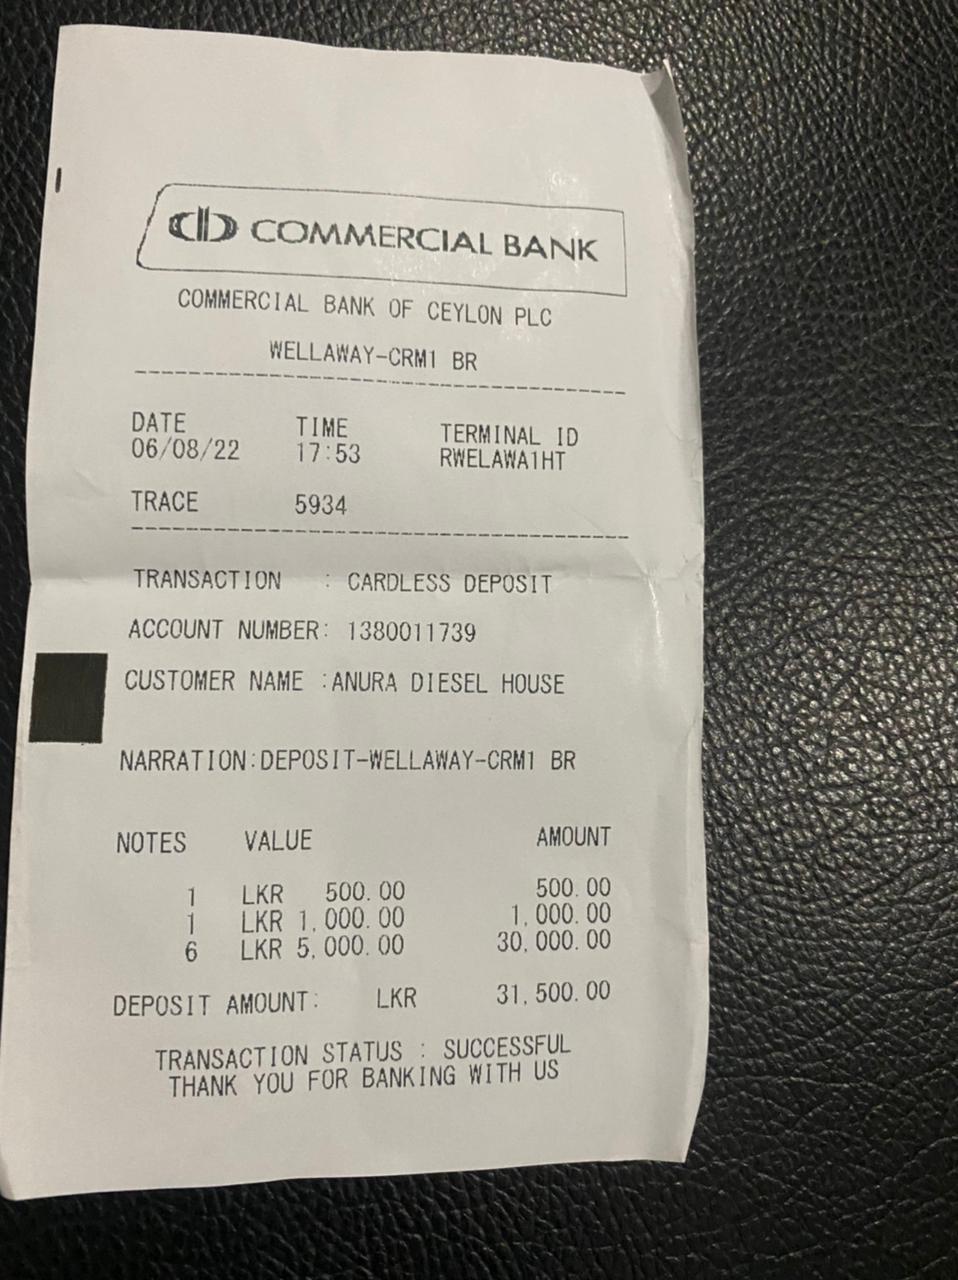 COMMERCIAL BANK
COMMERCIAL BANK OF CEYLON PLC
WELLAWAY-CRM1 BR
DATE TIME TERMINAL ID
06/08/22 17:53 RWELAWA1HT
TRACE 5934
TRANSACTION : CARDLESS DEPOSIT
ACCOUNT NUMBER: 1380011739
CUSTOMER NAME :ANURA DIESEL HOUSE
NARRATION:DEPOSIT-WELLAWAY-CRM1 BR
NOTES VALUE AMOUNT
1 LKR 500.00 500.00
1 LKR 1,000.00 1,000.00
6 LKR 5,000.00 30,000.00
DEPOSIT AMOUNT: LKR 31,500.00
TRANSACTION STATUS : SUCCESSFUL
THANK YOU FOR BANKING WITH US